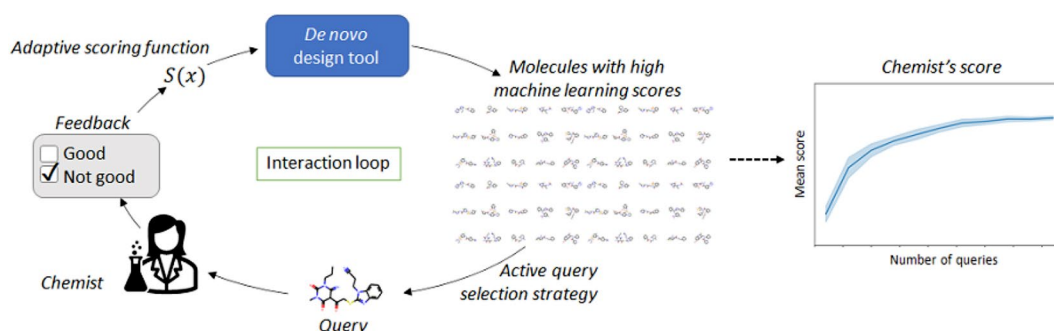 Adaptive scoring function
S(x)
De novo
design tool
Molecules with high
machine learning scores
Feedback
Good
Not good
Interaction loop
Chemist
Query
Active query
selection strategy
Chemist's score
Mean score
Number of queries